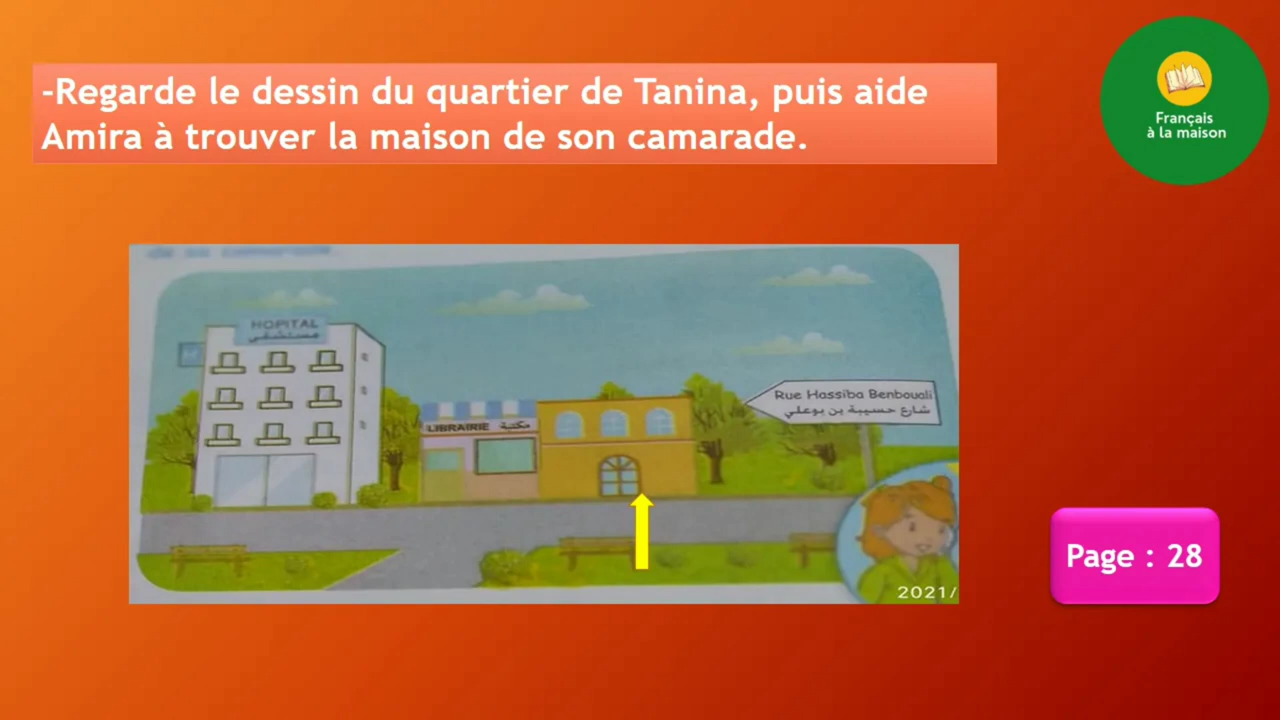 -Regarde le dessin du quartier de Tanina, puis aide
Amira à trouver la maison de son camarade.
Français
à la maison
HOPITAL
مستشفى
H
LIBRAIRIE مكتبة
Rue Hassiba Benbouali
شارع حسيبة بن بوعلي
Page : 28
2021/